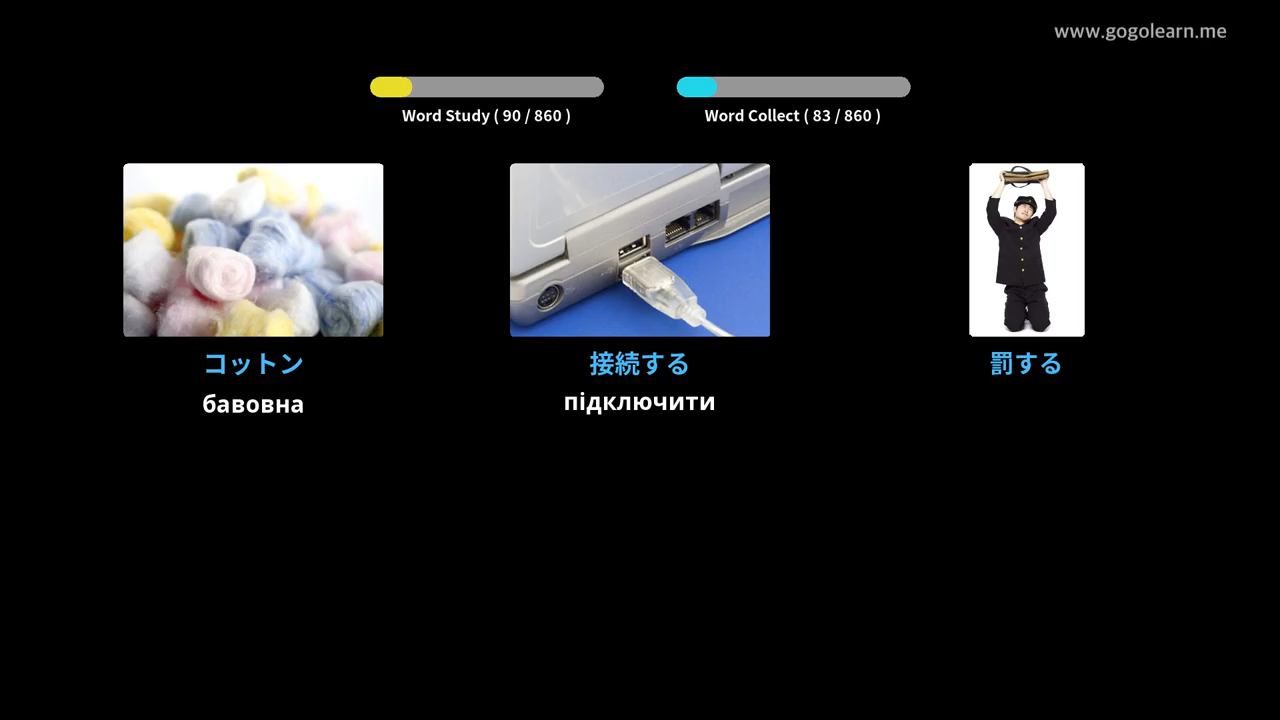 www.gogolearn.me
Word Study ( 90 / 860 )
Word Collect ( 83 / 860 )
コットン
接続する
罰する
бавовна
підключити